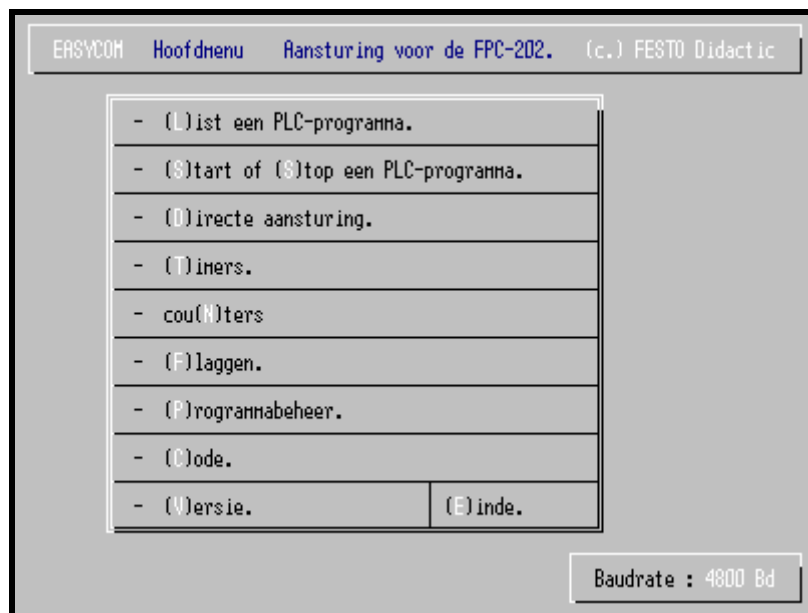 EASYCOM Hoofdmenu Aansturing voor de FPC-202. (c.) FESTO Didactic
- (L)ist een PLC-programma.
- (S)tart of (S)top een PLC-programma.
- (D)irecte aansturing.
- (T)imers.
- cou(N)ters
- (F)laggen.
- (P)rogrammabeheer.
- (C)ode.
- (V)ersie. (E)inde.
Baudrate : 4800 Bd